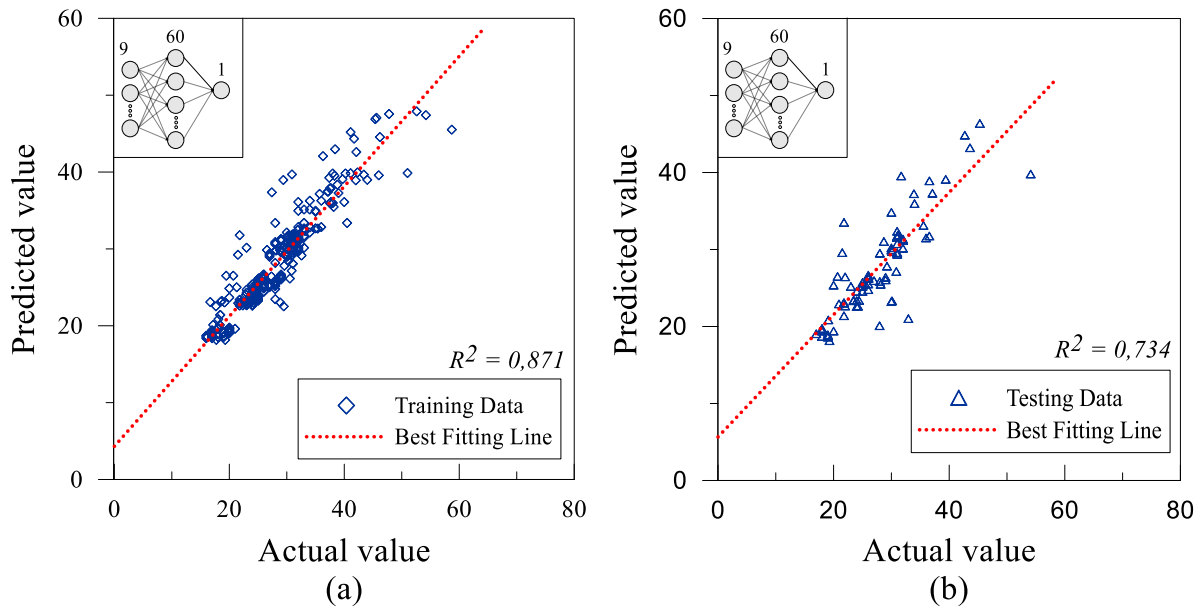 60
40
20
0
Predicted value
9
60
1
R2 = 0,871
Training Data
Best Fitting Line
0
20
40
60
80
Actual value
(a)
60
40
20
0
Predicted value
9
60
1
R2 = 0,734
Testing Data
Best Fitting Line
0
20
40
60
80
Actual value
(b)